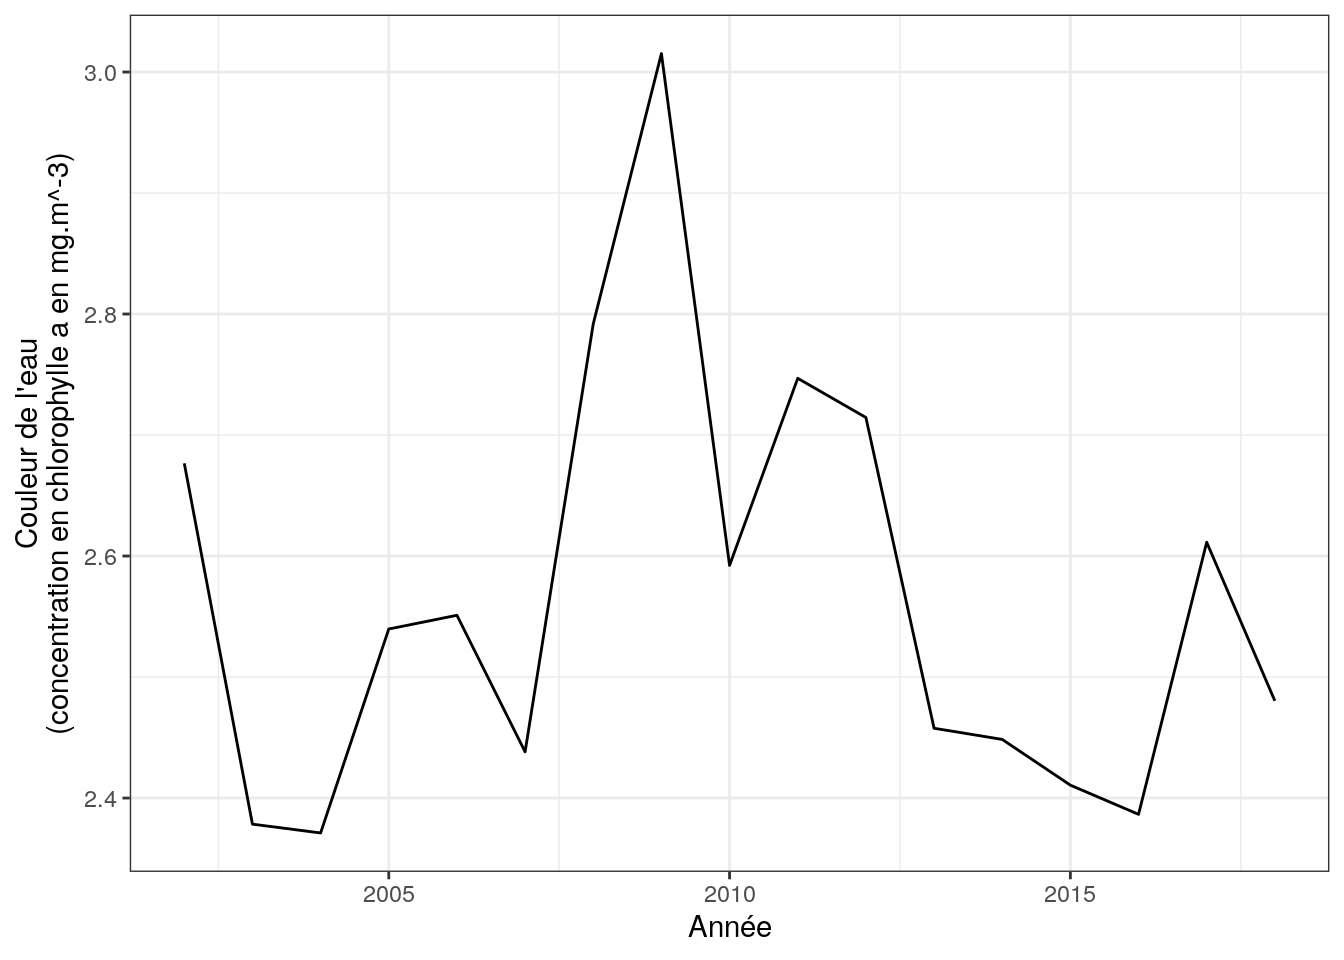 Couleur de l'eau
(concentration en chlorophylle a en mg.m^-3)
3.0
2.8
2.6
2.4
2005
2010
2015
Année